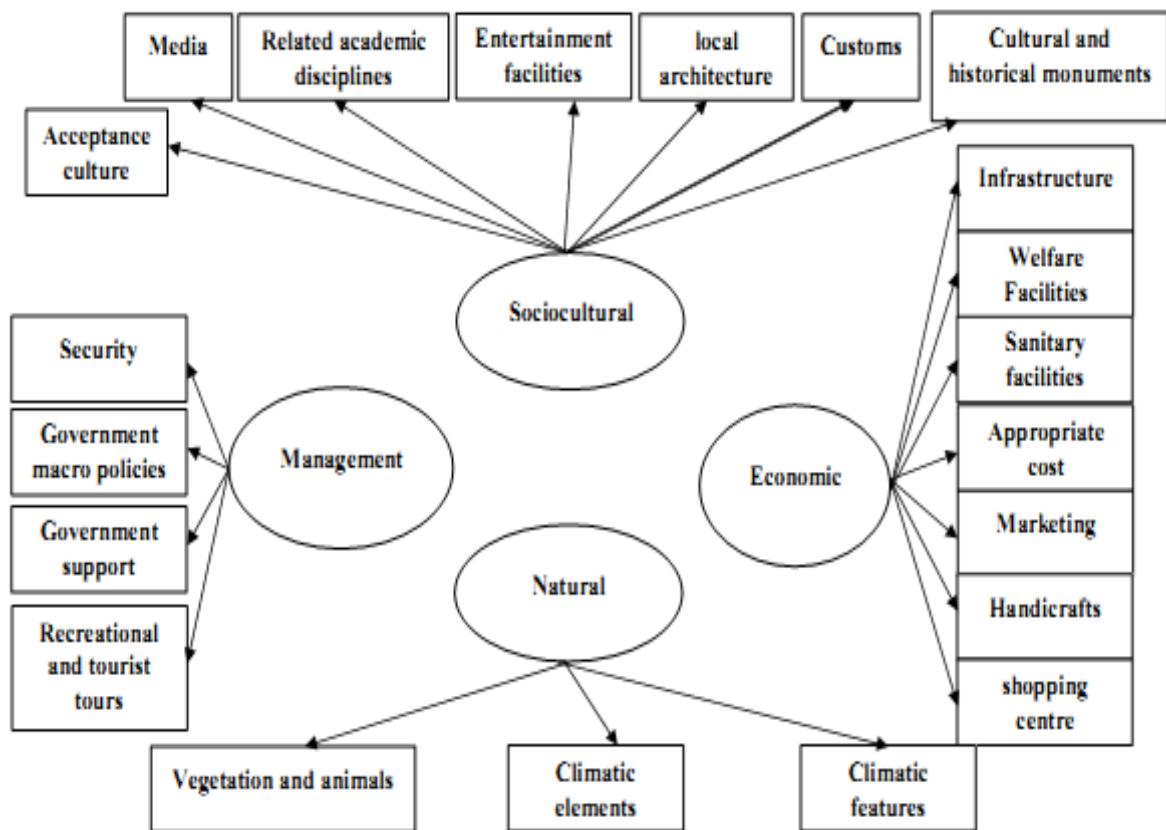 Media
Related academic
disciplines
Entertainment
facilities
local
architecture
Customs
Cultural and
historical monuments
Acceptance
culture
Infrastructure
Welfare
Facilities
Sanitary
facilities
Appropriate
cost
Marketing
Handicrafts
shopping
centre
Sociocultural
Security
Government
macro policies
Government
support
Recreational
and tourist
tours
Management
Economic
Natural
Vegetation and animals
Climatic
elements
Climatic
features